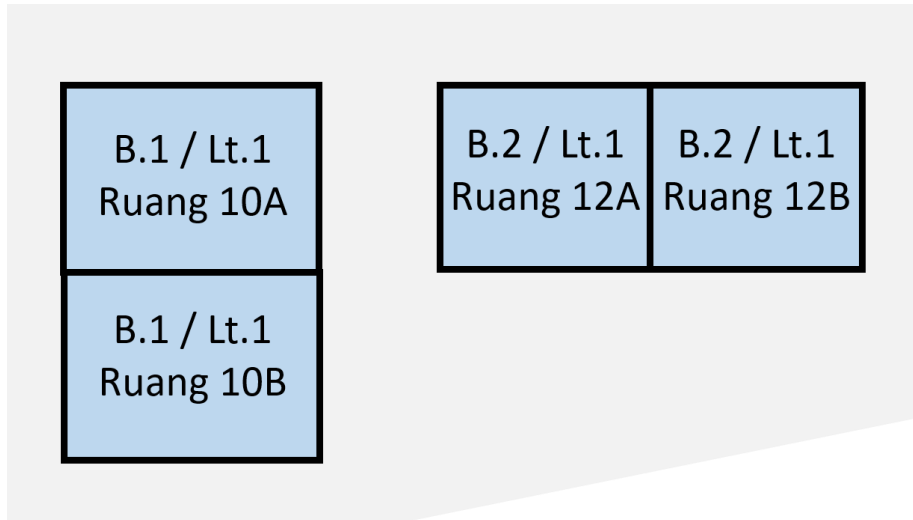 B.1 / Lt.1
Ruang 10A
B.2 / Lt.1
Ruang 12A
B.2 / Lt.1
Ruang 12B
B.1 / Lt.1
Ruang 10B